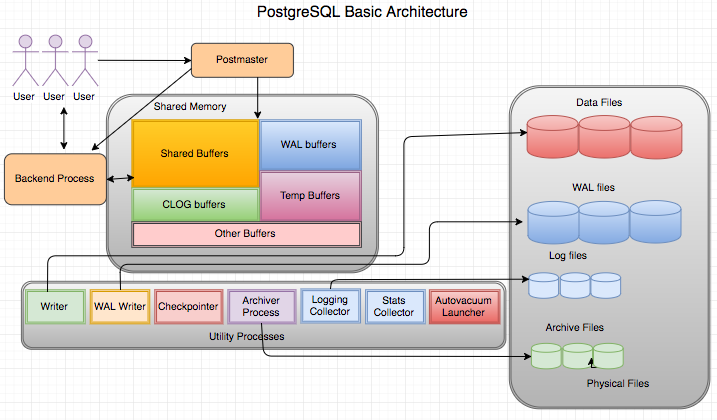 PostgreSQL Basic Architecture
User
User
User
Postmaster
Backend Process
Shared Memory
Shared Buffers
WAL buffers
CLOG buffers
Temp Buffers
Other Buffers
Writer
WAL Writer
Checkpointer
Archiver
Process
Logging
Collector
Stats
Collector
Autovacuum
Launcher
Utility Processes
Data Files
WAL files
Log files
Archive Files
Physical Files